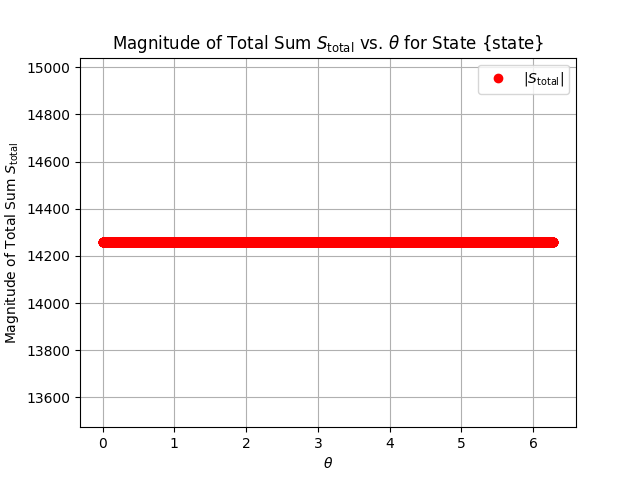 Magnitude of Total Sum S_total vs. θ for State {state}
|S_total|
Magnitude of Total Sum S_total
15000
14800
14600
14400
14200
14000
13800
13600
0 1 2 3 4 5 6
θ